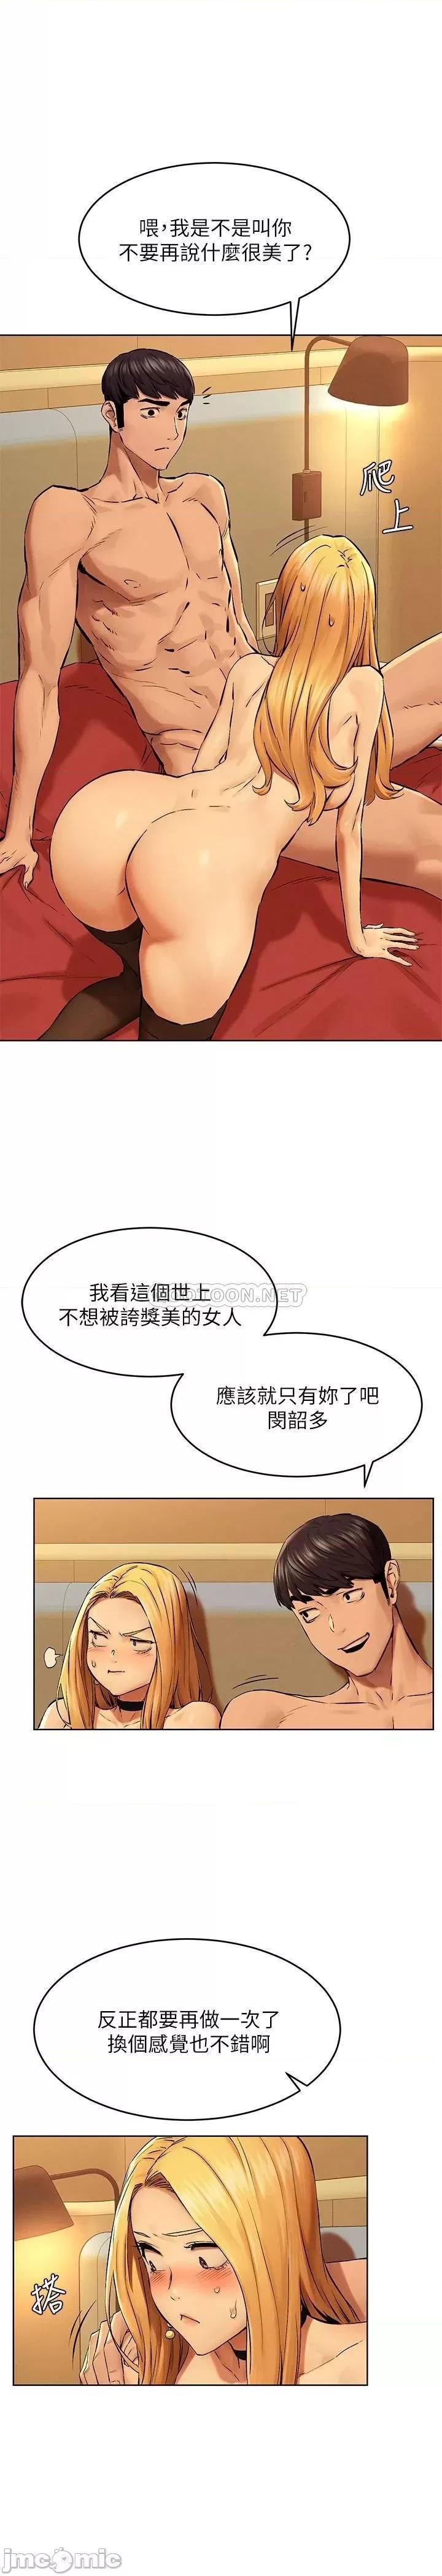 喂,我是不是叫你
不要再說什麼很美了?
爬
上
我看這個世上
TOON.NET
不想被誇獎美的女人
應該就只有妳了吧
閔韶多
反正都要再做一次了
換個感覺也不錯啊
搭
jmcomic